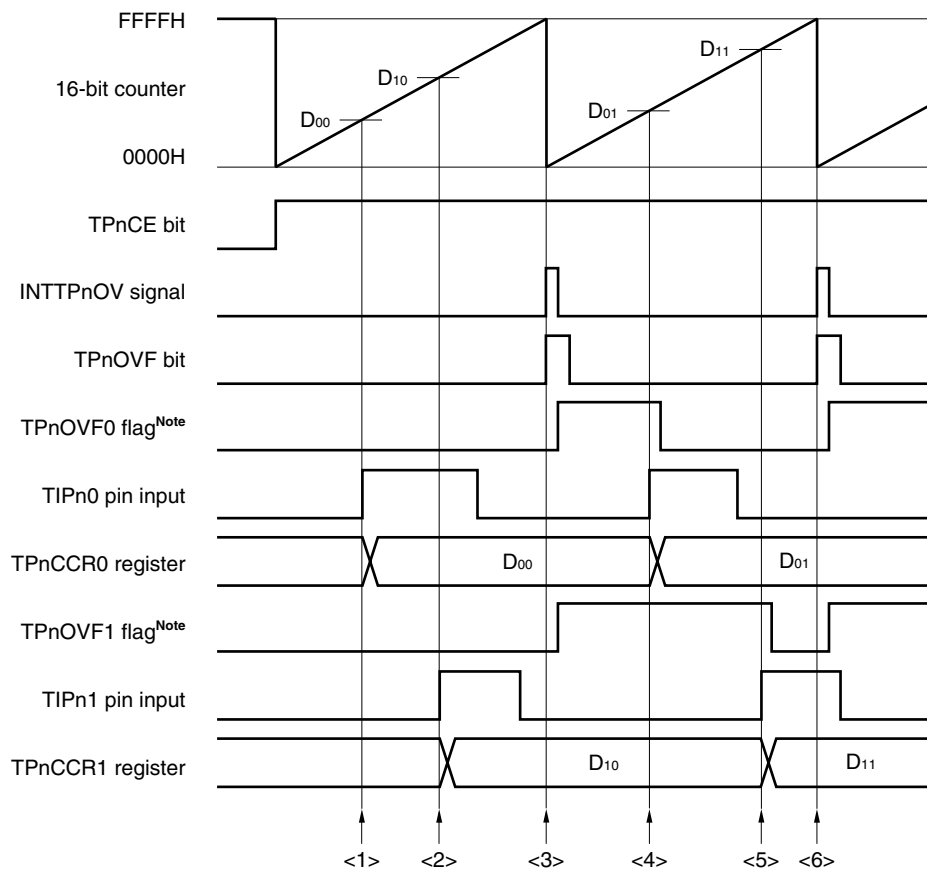 FFFFH
16-bit counter
0000H
D00
D10
D01
D11
TPnCE bit
INTTPnOV signal
TPnOVF bit
TPnOVF0 flagNote
TIPn0 pin input
TPnCCR0 register
D00
D01
TPnOVF1 flagNote
TIPn1 pin input
TPnCCR1 register
D10
D11
<1>
<2>
<3>
<4>
<5>
<6>